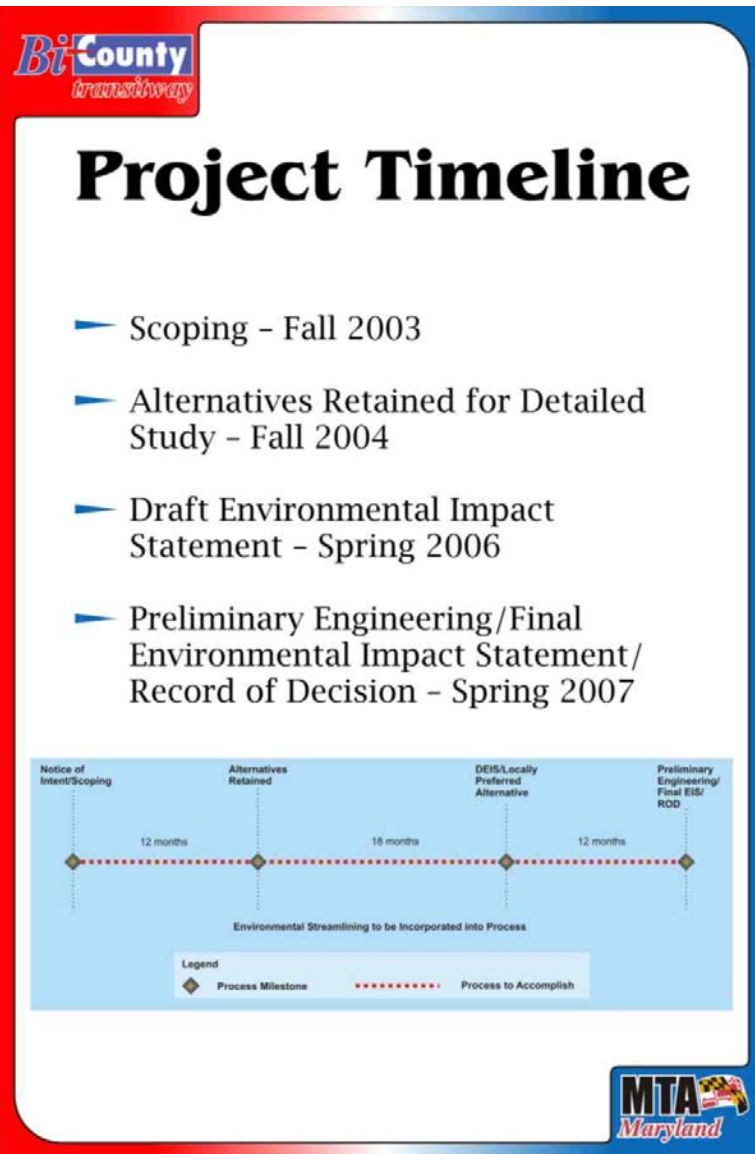 Bi-County
transitway
Project Timeline
Scoping – Fall 2003
Alternatives Retained for Detailed
Study – Fall 2004
Draft Environmental Impact
Statement – Spring 2006
Preliminary Engineering/Final
Environmental Impact Statement/
Record of Decision – Spring 2007
Notice of
Intent/Scoping
Alternatives
Retained
DEIS/Locally
Preferred
Alternative
Preliminary
Engineering/
Final EIS/
ROD
12 months
18 months
12 months
Environmental Streamlining to be Incorporated into Process
Legend
Process Milestone
Process to Accomplish
MTA
Maryland